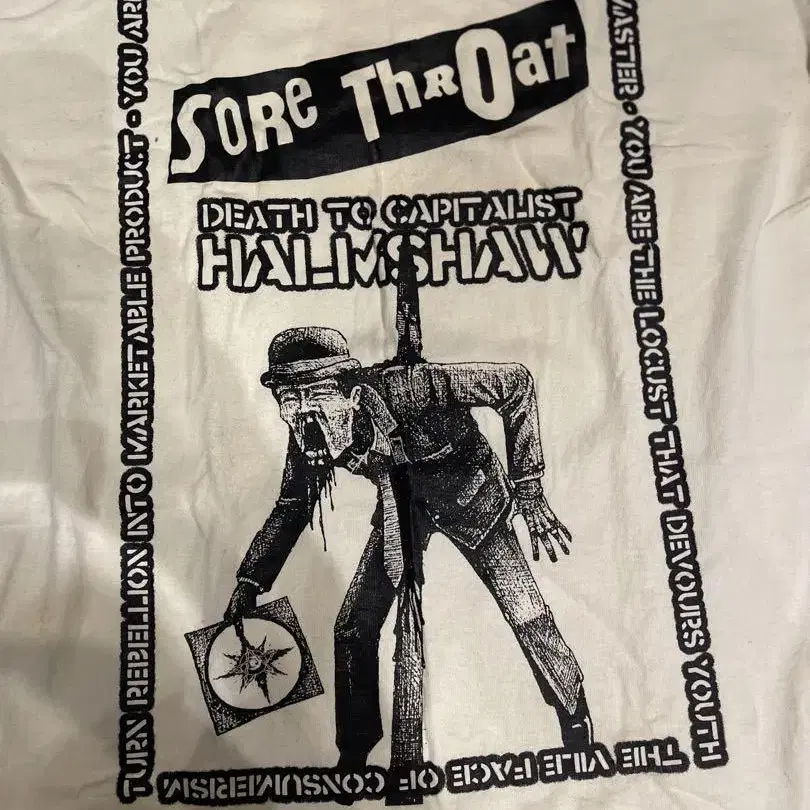 SORE THROAT
DEATH TO CAPITALIST
HALMSHAW
TURN REBELLION INTO MARKETABLE PRODUCT • YOU ARE
• YOU ARE THE LOCUST THAT DEVOURS YOUTH
THE VILE FACE OF CONSUMERISM